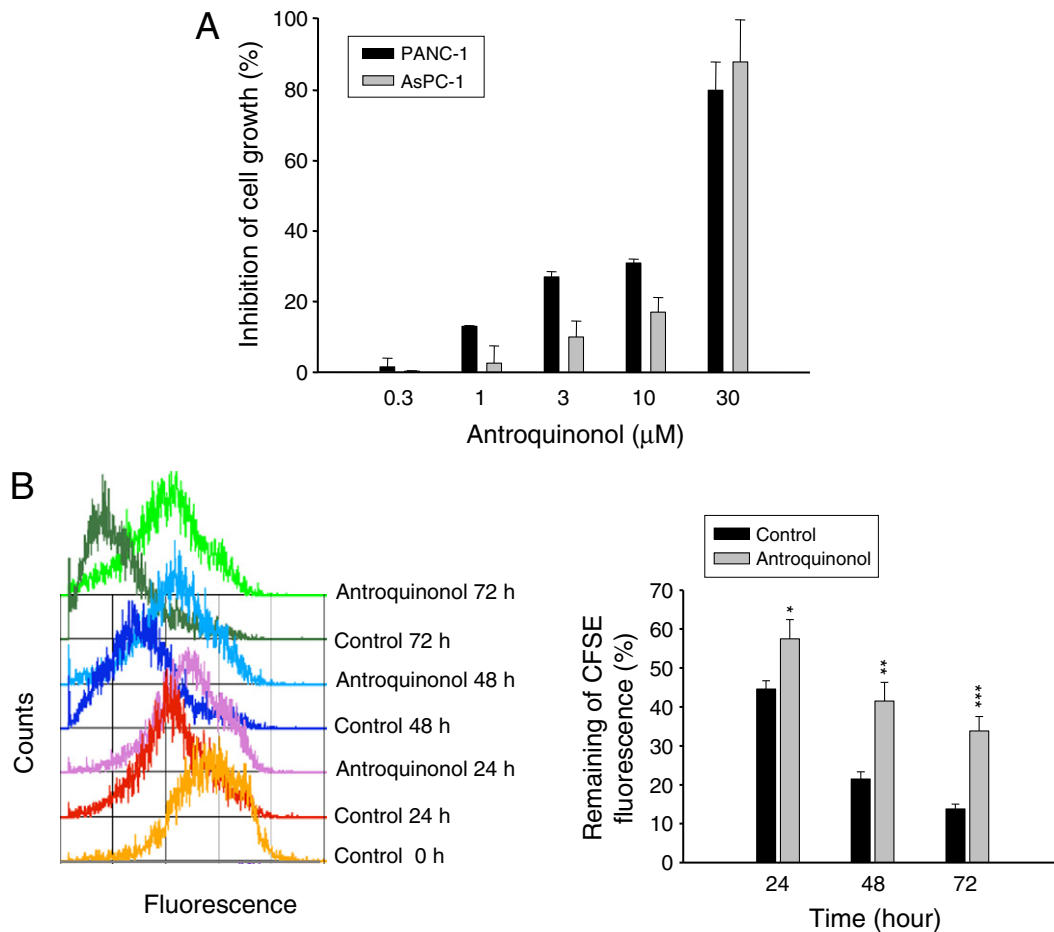 A
100
80
60
40
20
0
Inhibition of cell growth (%)
PANC-1
AsPC-1
0.3 1 3 10 30
Antroquinonol (μM)
B
Counts
Antroquinonol 72 h
Control 72 h
Antroquinonol 48 h
Control 48 h
Antroquinonol 24 h
Control 24 h
Control 0 h
Fluorescence
Control
Antroquinonol
Remaining of CFSE
fluorescence (%)
70
60
50
40
30
20
10
0
*
**
***
24 48 72
Time (hour)